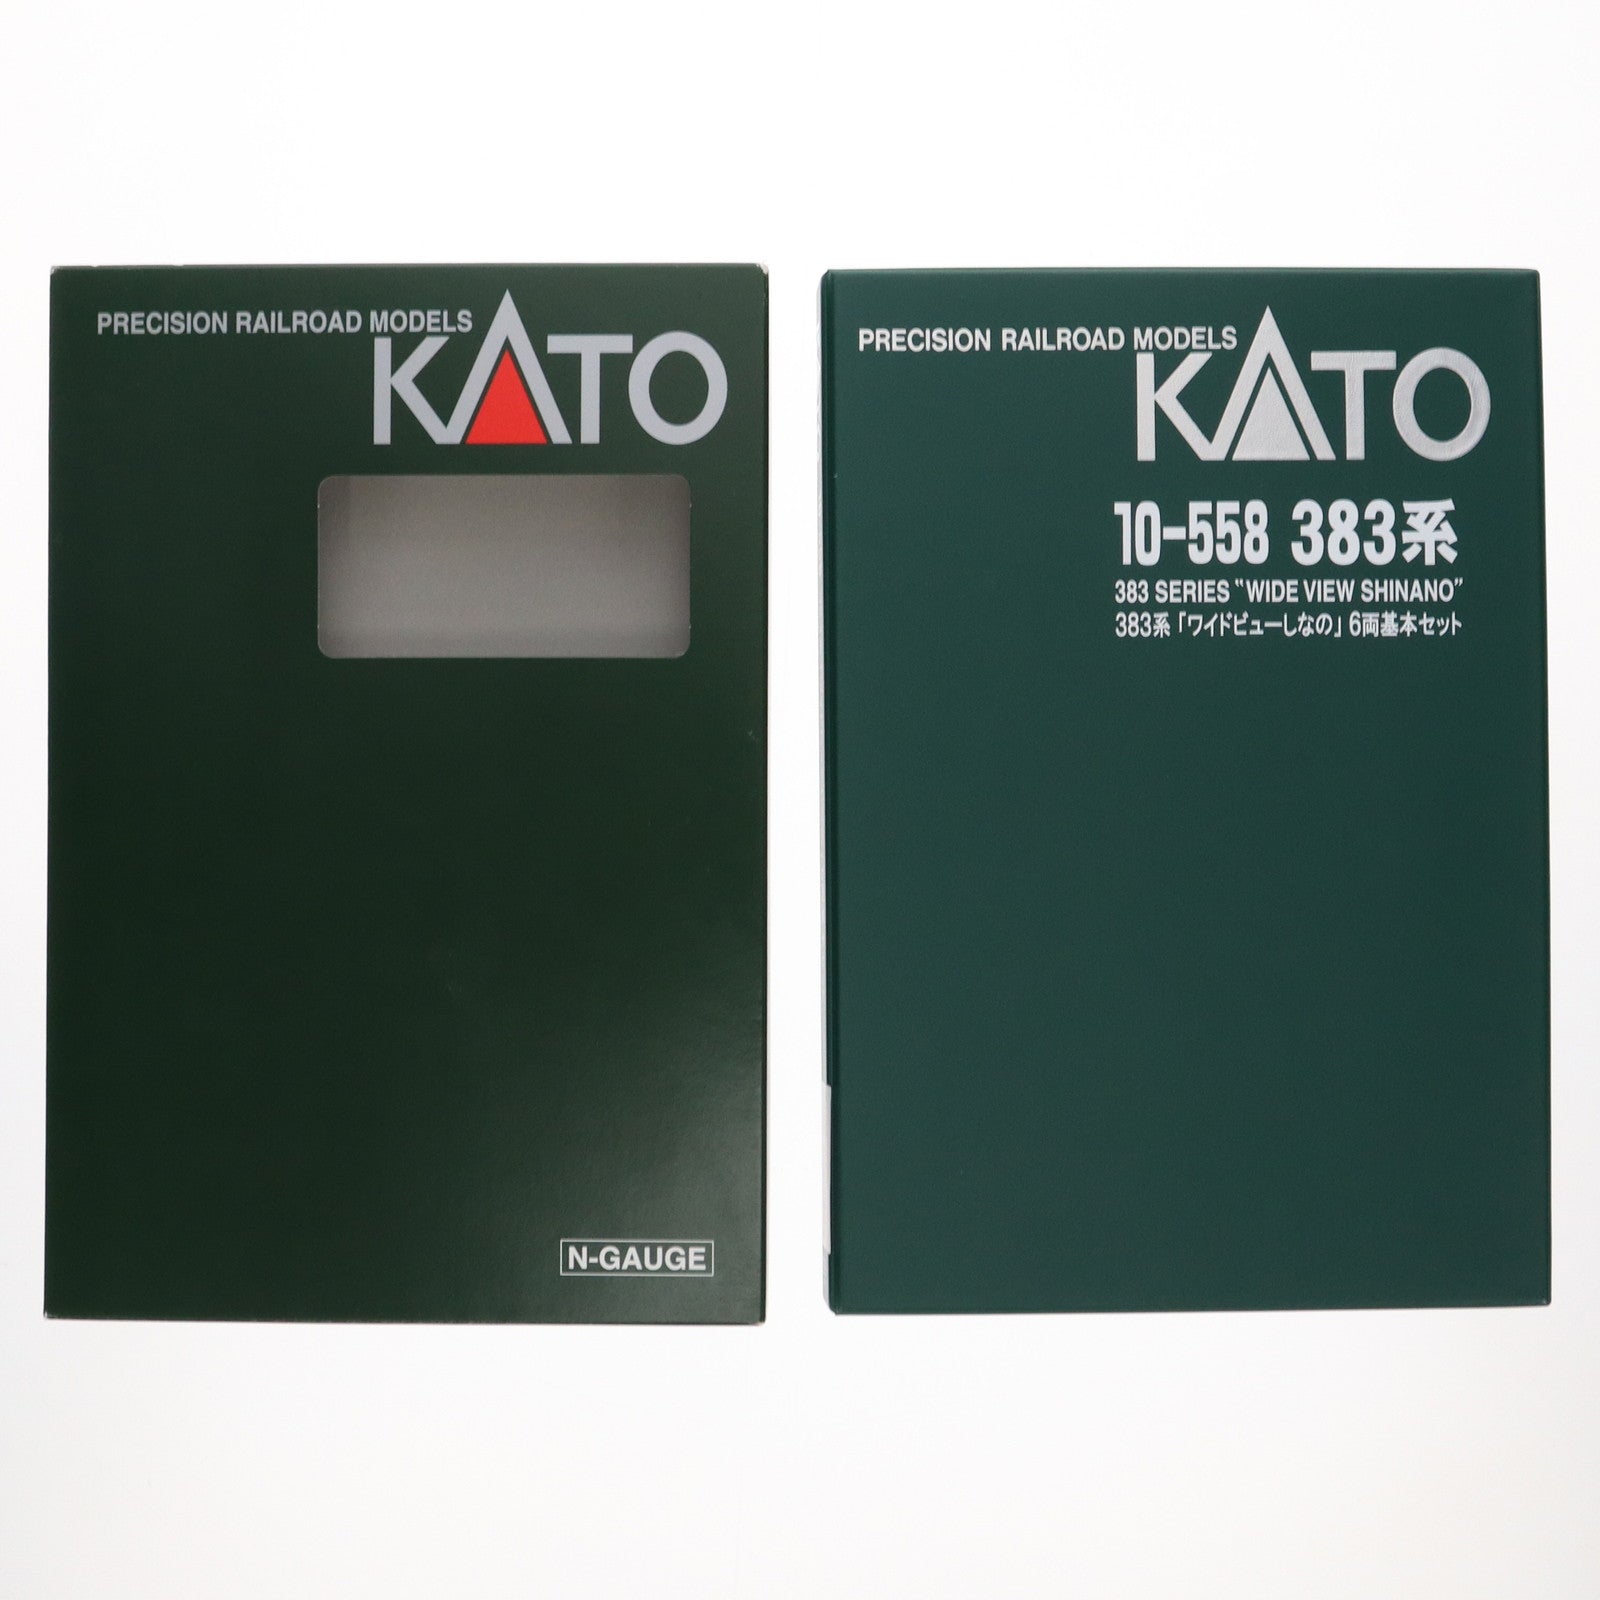 PRECISION RAILROAD MODELS
KATO
N-GAUGE
PRECISION RAILROAD MODELS
KATO
10-558 383系
383 SERIES “WIDE VIEW SHINANO”
383系「ワイドビューしなの」6両基本セット